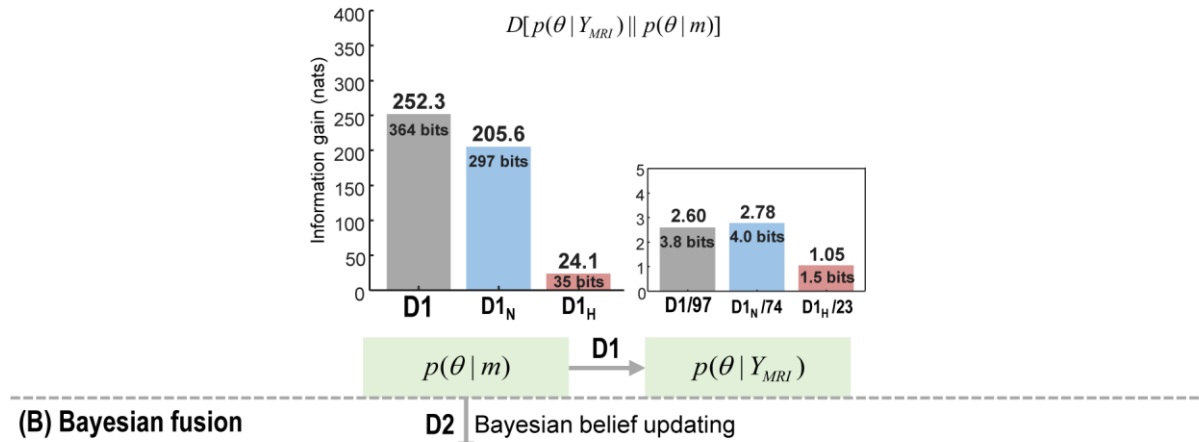 D[p(θ | Y_MRI) || p(θ | m)]
Information gain (nats)
400
350
300
250
200
150
100
50
0
252.3
364 bits
205.6
297 bits
24.1
35 bits
D1
D1_N
D1_H
5
4
3
2
1
0
2.60
3.8 bits
2.78
4.0 bits
1.05
1.5 bits
D1/97
D1_N/74
D1_H/23
p(θ | m)
D1
p(θ | Y_MRI)
(B) Bayesian fusion
D2 Bayesian belief updating